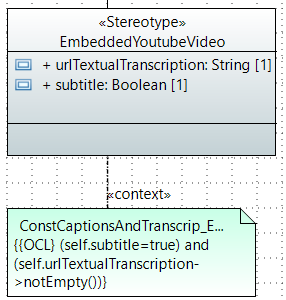 «Stereotype»
EmbeddedYoutubeVideo
+ urlTextualTranscription: String [1]
+ subtitle: Boolean [1]
«context»
ConstCaptionsAndTranscrip_E...
{{OCL} (self.subtitle=true) and
(self.urlTextualTranscription-
>notEmpty())}